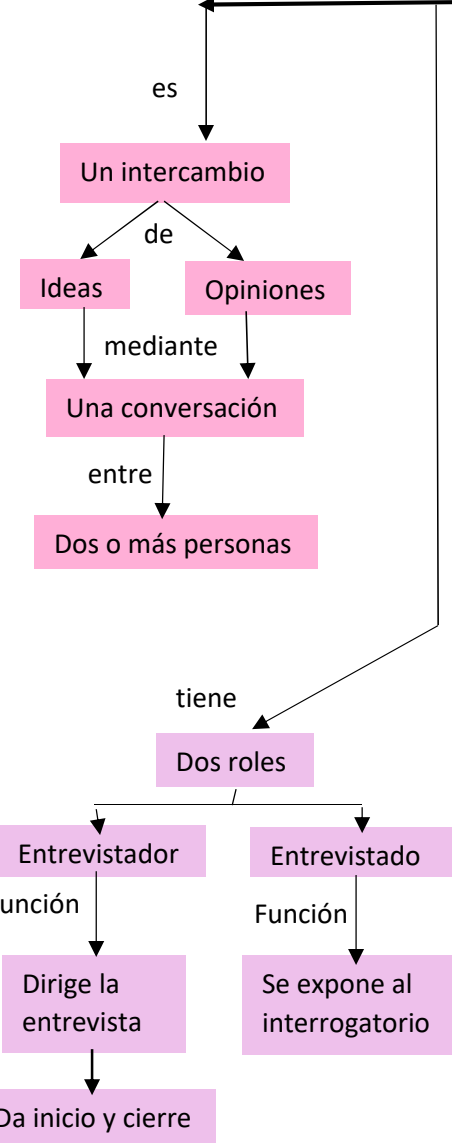 es
Un intercambio
de
Ideas
Opiniones
mediante
Una conversación
entre
Dos o más personas
tiene
Dos roles
Entrevistador
Entrevistado
unción
Función
Dirige la
entrevista
Se expone al
interrogatorio
Da inicio y cierre